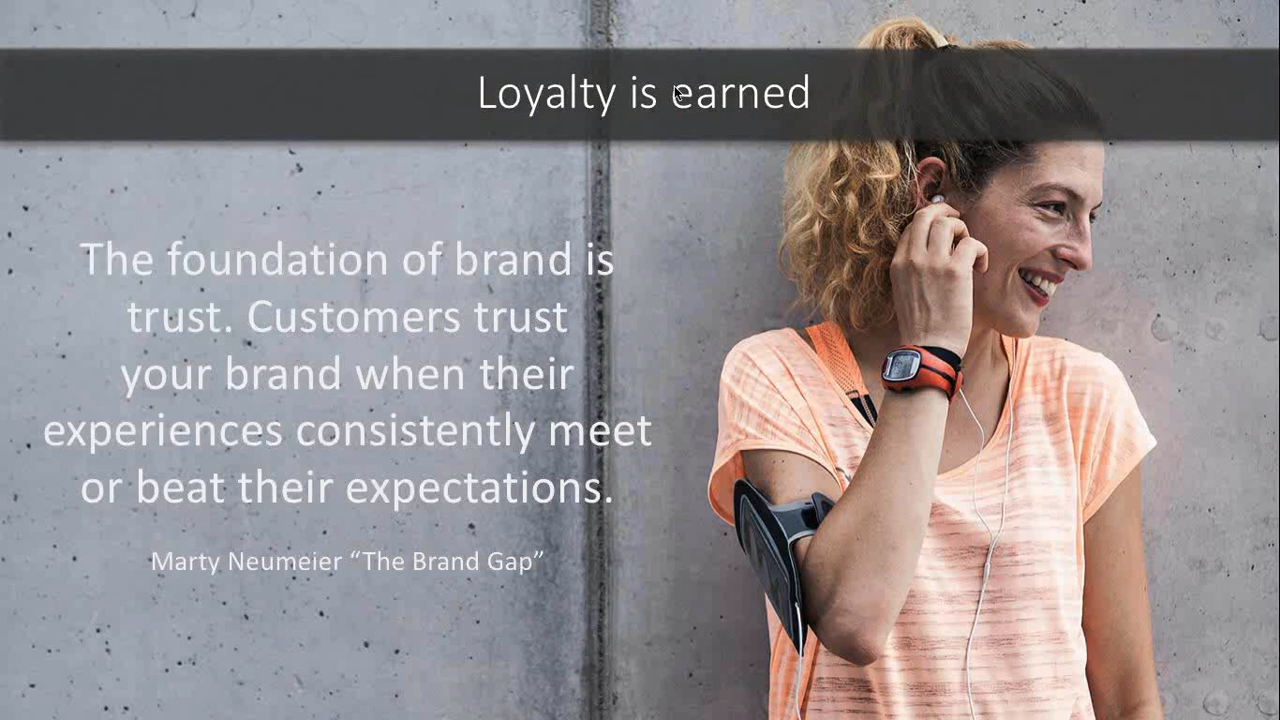 Loyalty is earned
The foundation of brand is
trust. Customers trust
your brand when their
experiences consistently meet
or beat their expectations.
Marty Neumeier “The Brand Gap”